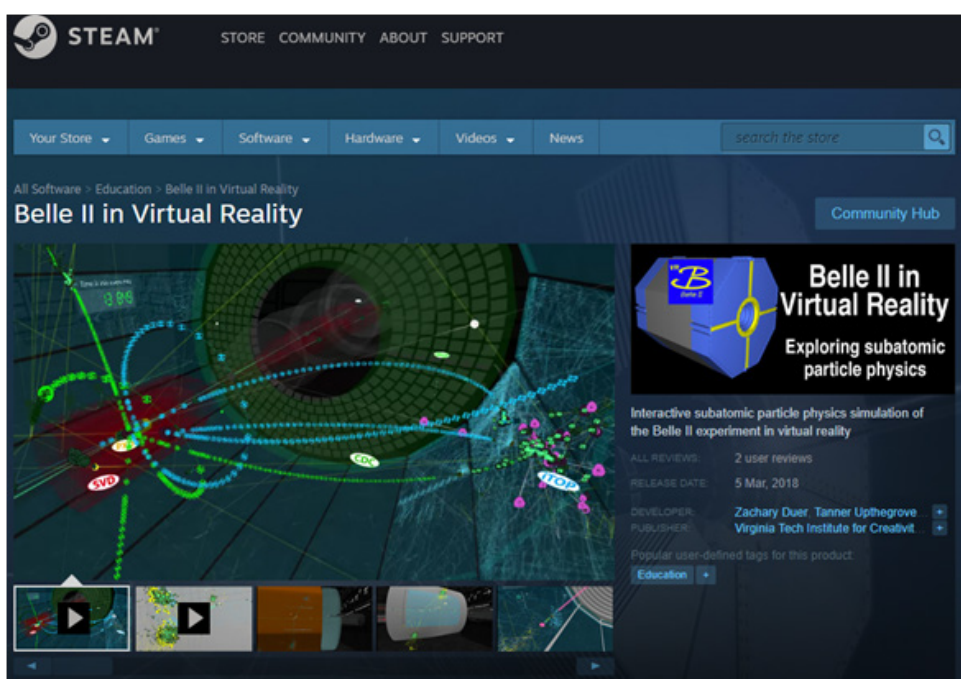 STEAM®
STORE COMMUNITY ABOUT SUPPORT
Your Store Games Software Hardware Videos News
search the store
All Software > Education > Belle II in Virtual Reality
Belle II in Virtual Reality
Community Hub
SVD
CDC
iTOP
B
Belle II
Belle II in
Virtual Reality
Exploring subatomic
particle physics
Interactive subatomic particle physics simulation of
the Belle II experiment in virtual reality
ALL REVIEWS: 2 user reviews
RELEASE DATE: 5 Mar, 2018
DEVELOPER: Zachary Duer, Tanner Upthegrove... +
PUBLISHER: Virginia Tech Institute for Creativit... +
Popular user-defined tags for this product:
Education +